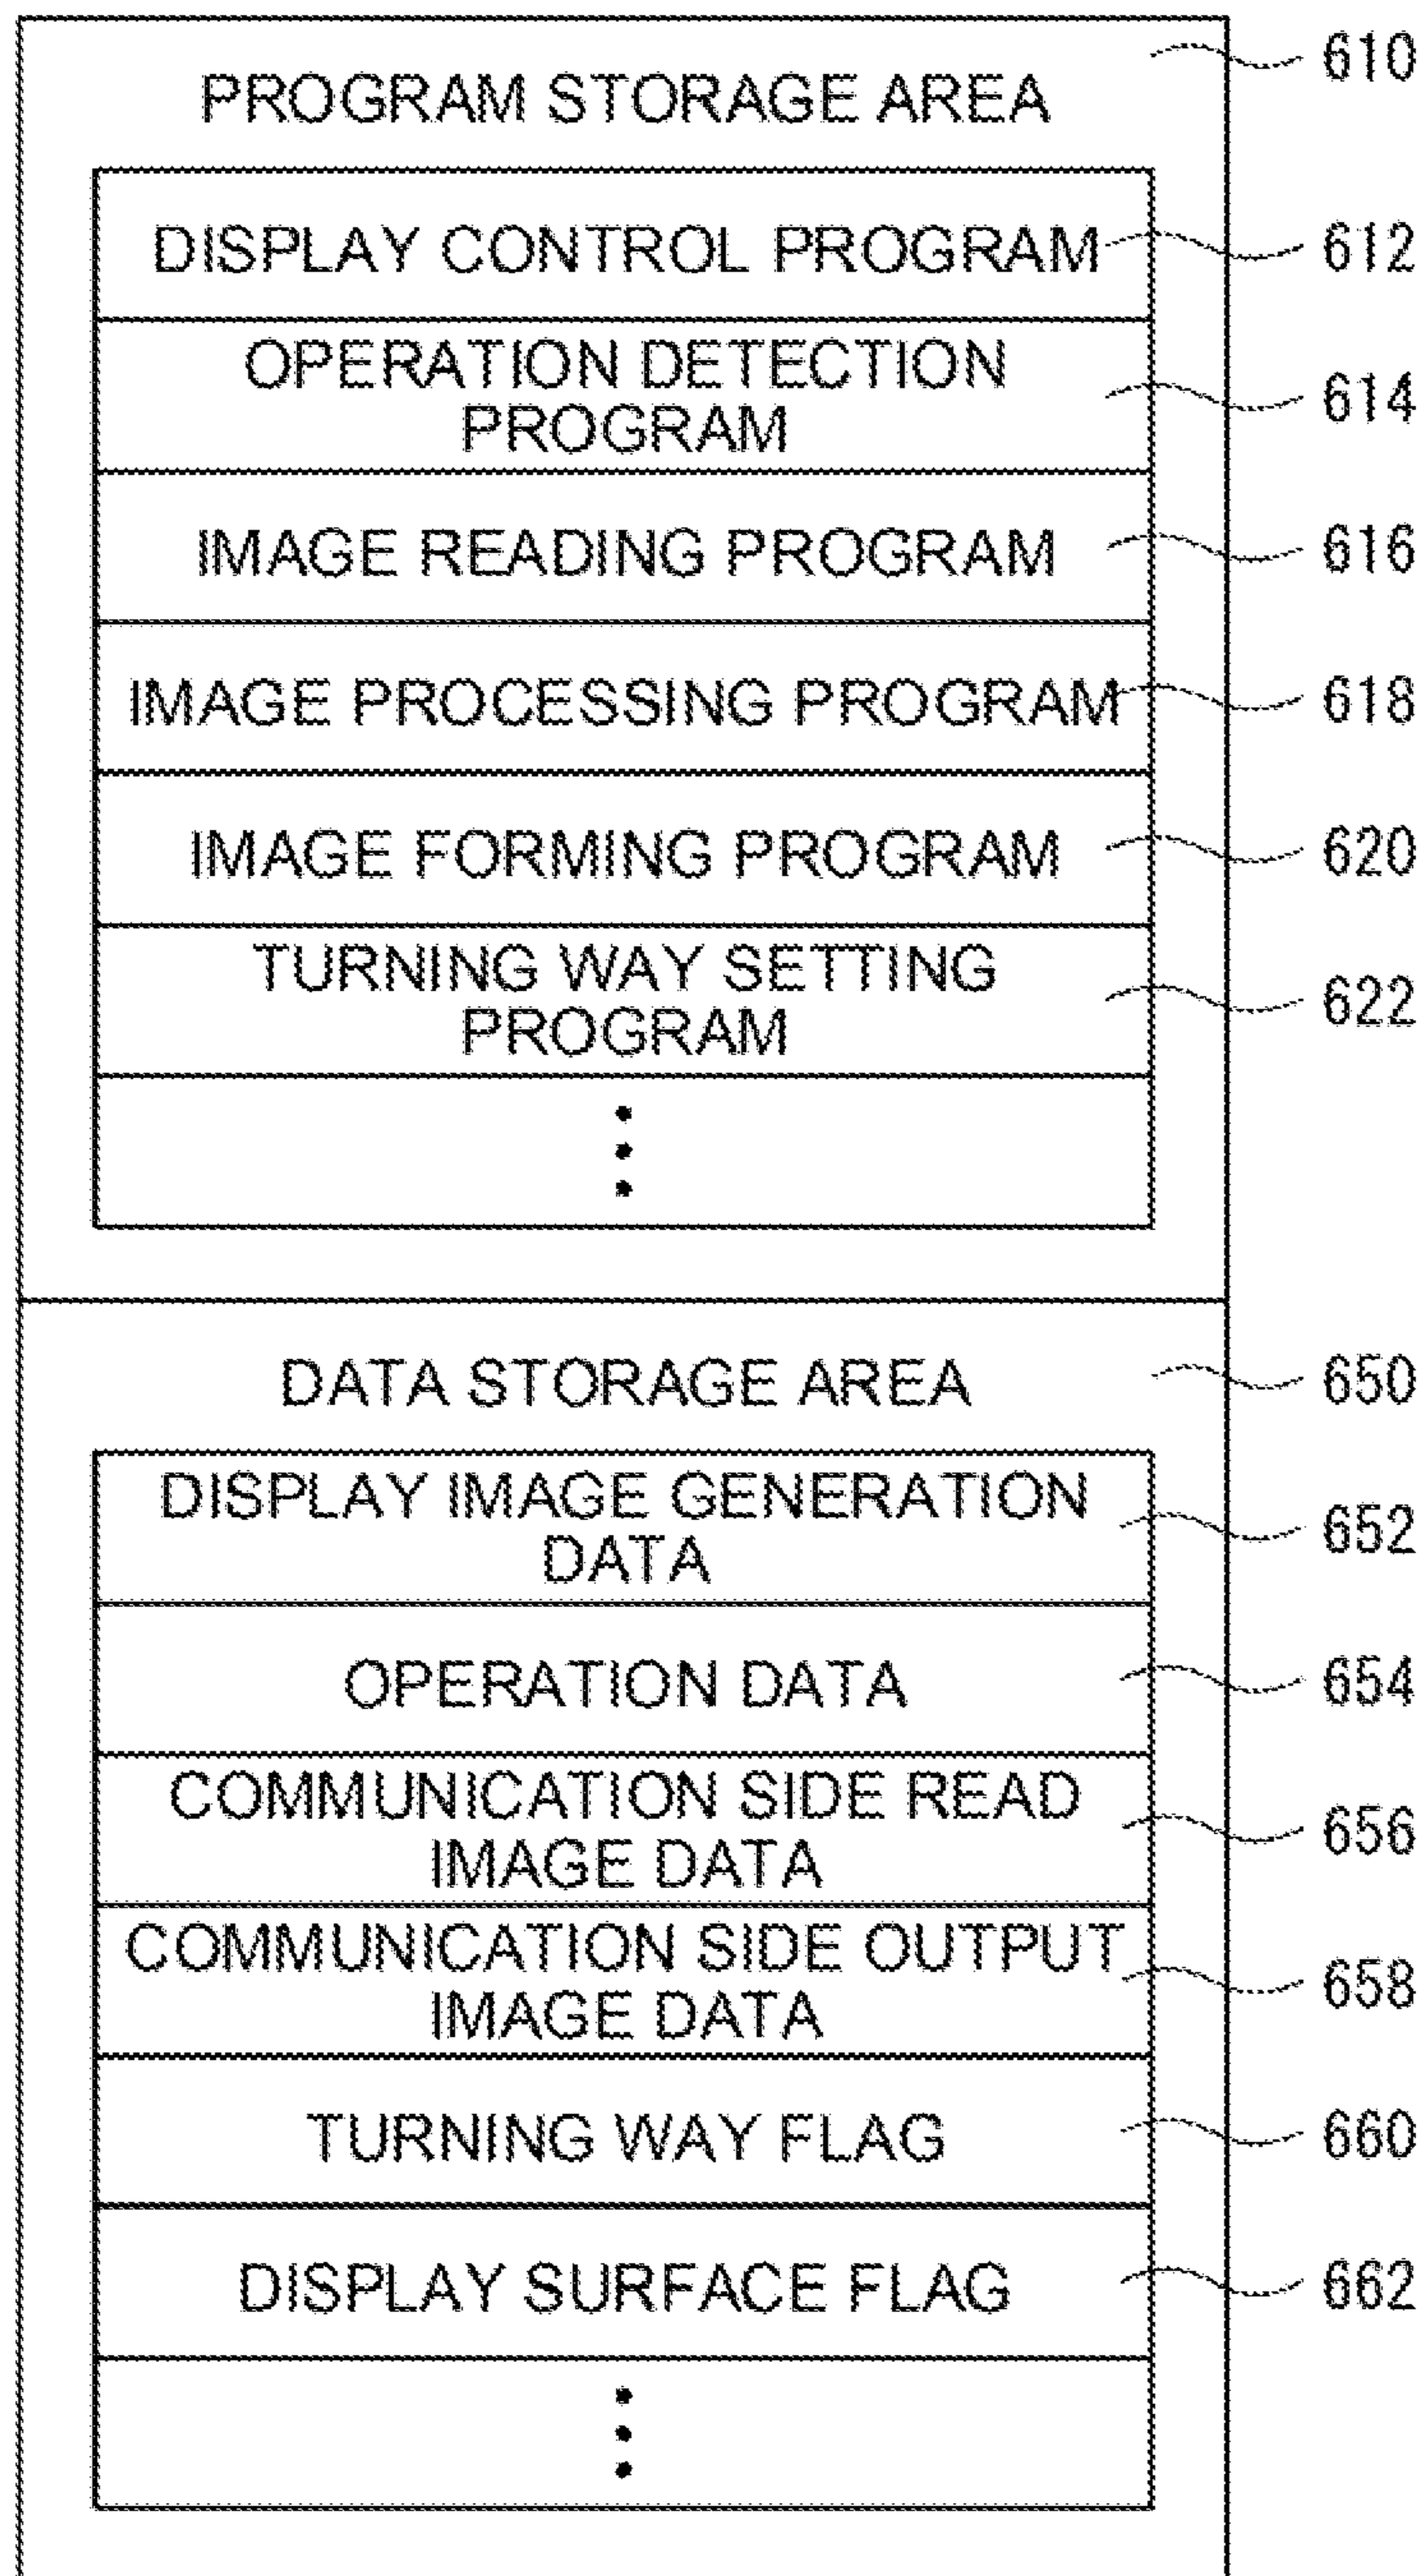 PROGRAM STORAGE AREA 610
DISPLAY CONTROL PROGRAM 612
OPERATION DETECTION
PROGRAM 614
IMAGE READING PROGRAM 616
IMAGE PROCESSING PROGRAM 618
IMAGE FORMING PROGRAM 620
TURNING WAY SETTING
PROGRAM 622
DATA STORAGE AREA 650
DISPLAY IMAGE GENERATION
DATA 652
OPERATION DATA 654
COMMUNICATION SIDE READ
IMAGE DATA 656
COMMUNICATION SIDE OUTPUT
IMAGE DATA 658
TURNING WAY FLAG 660
DISPLAY SURFACE FLAG 662